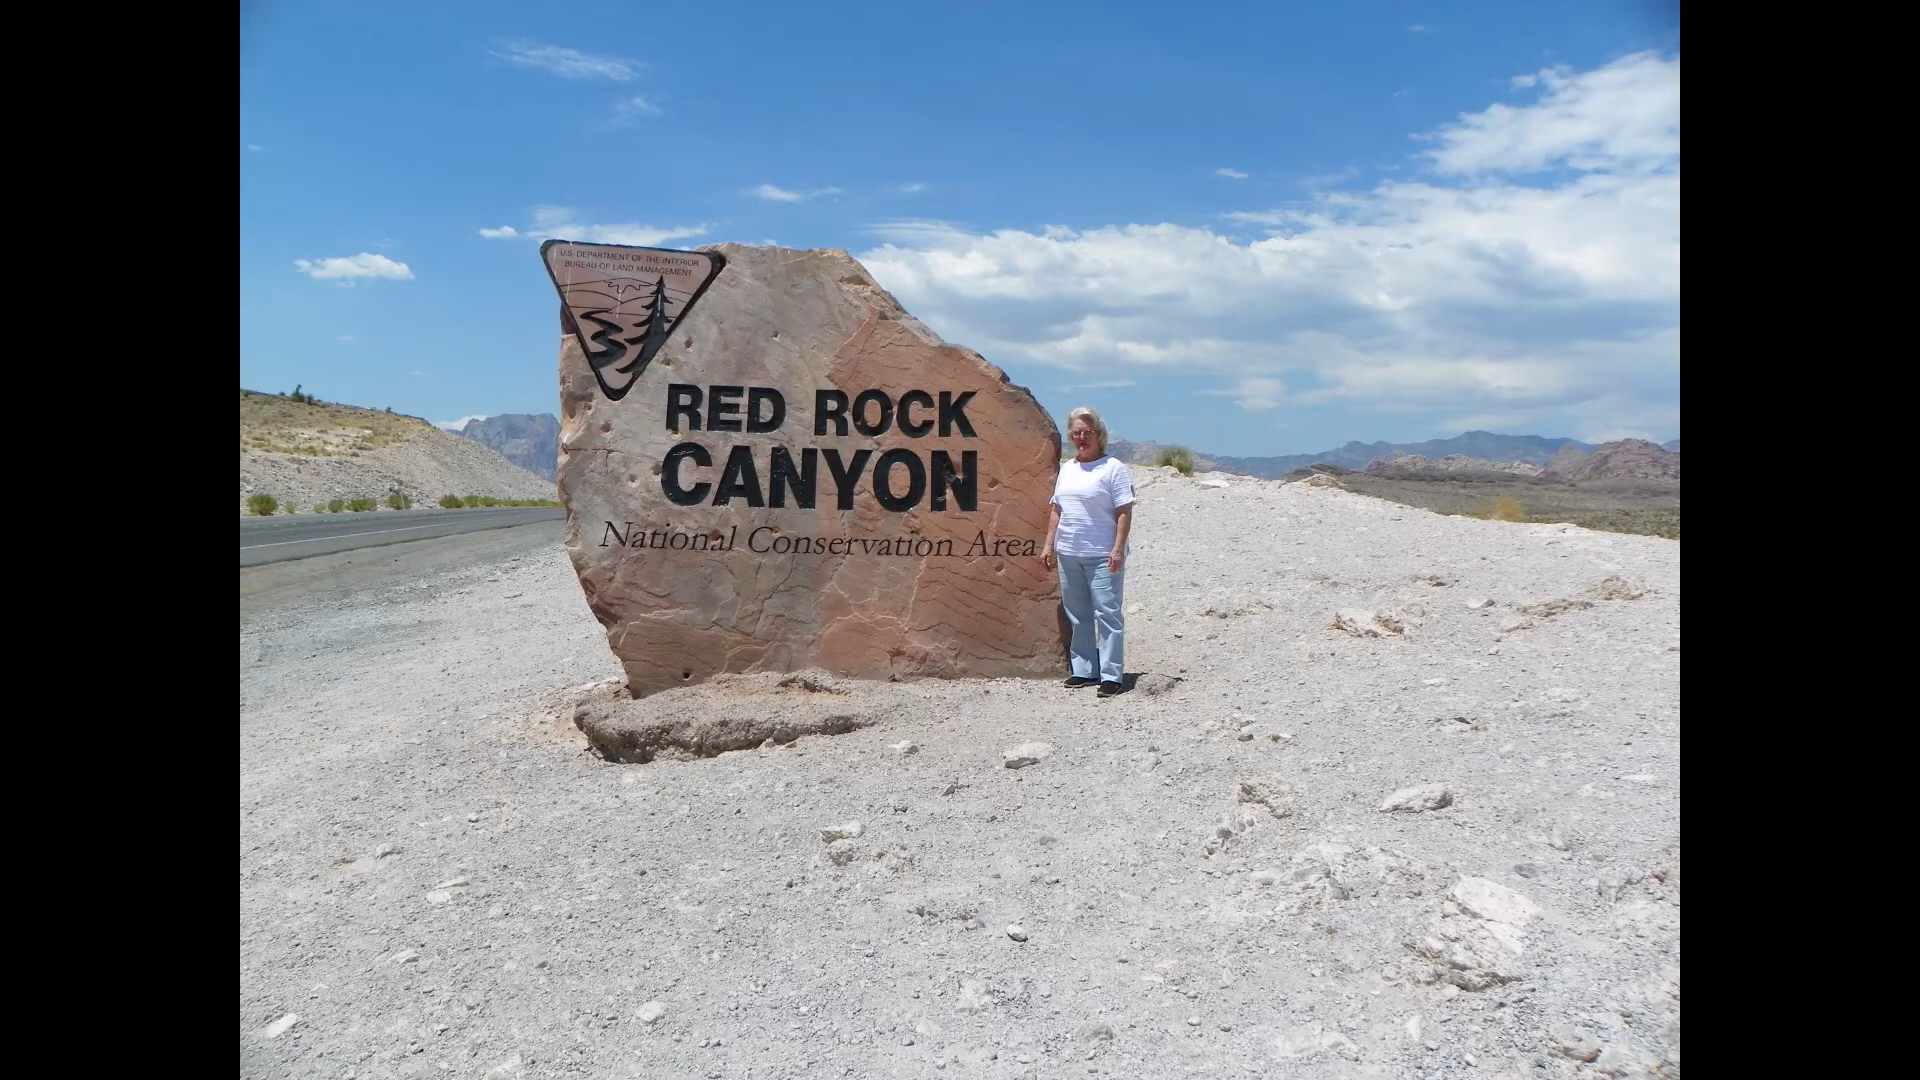 U.S. DEPARTMENT OF THE INTERIOR
BUREAU OF LAND MANAGEMENT
RED ROCK
CANYON
National Conservation Area